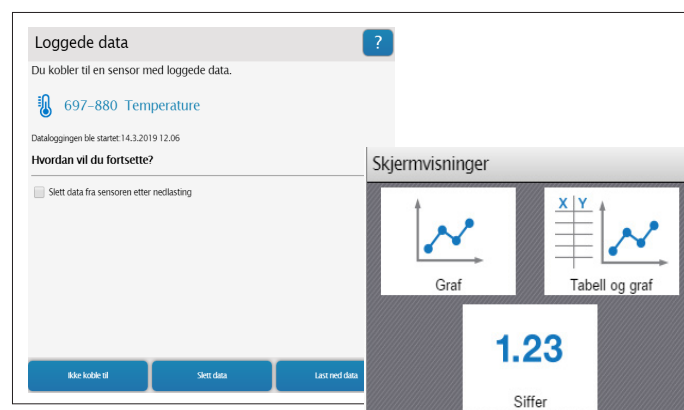 Loggede data
?
Du kobler til en sensor med loggede data.
697-880 Temperature
Dataloggingen ble startet:14.3.2019 12.06
Hvordan vil du fortsette?
Slett data fra sensoren etter nedlasting
Ikke koble til
Slett data
Last ned data
Skjermvisninger
Graf
X Y
Tabell og graf
1.23
Siffer